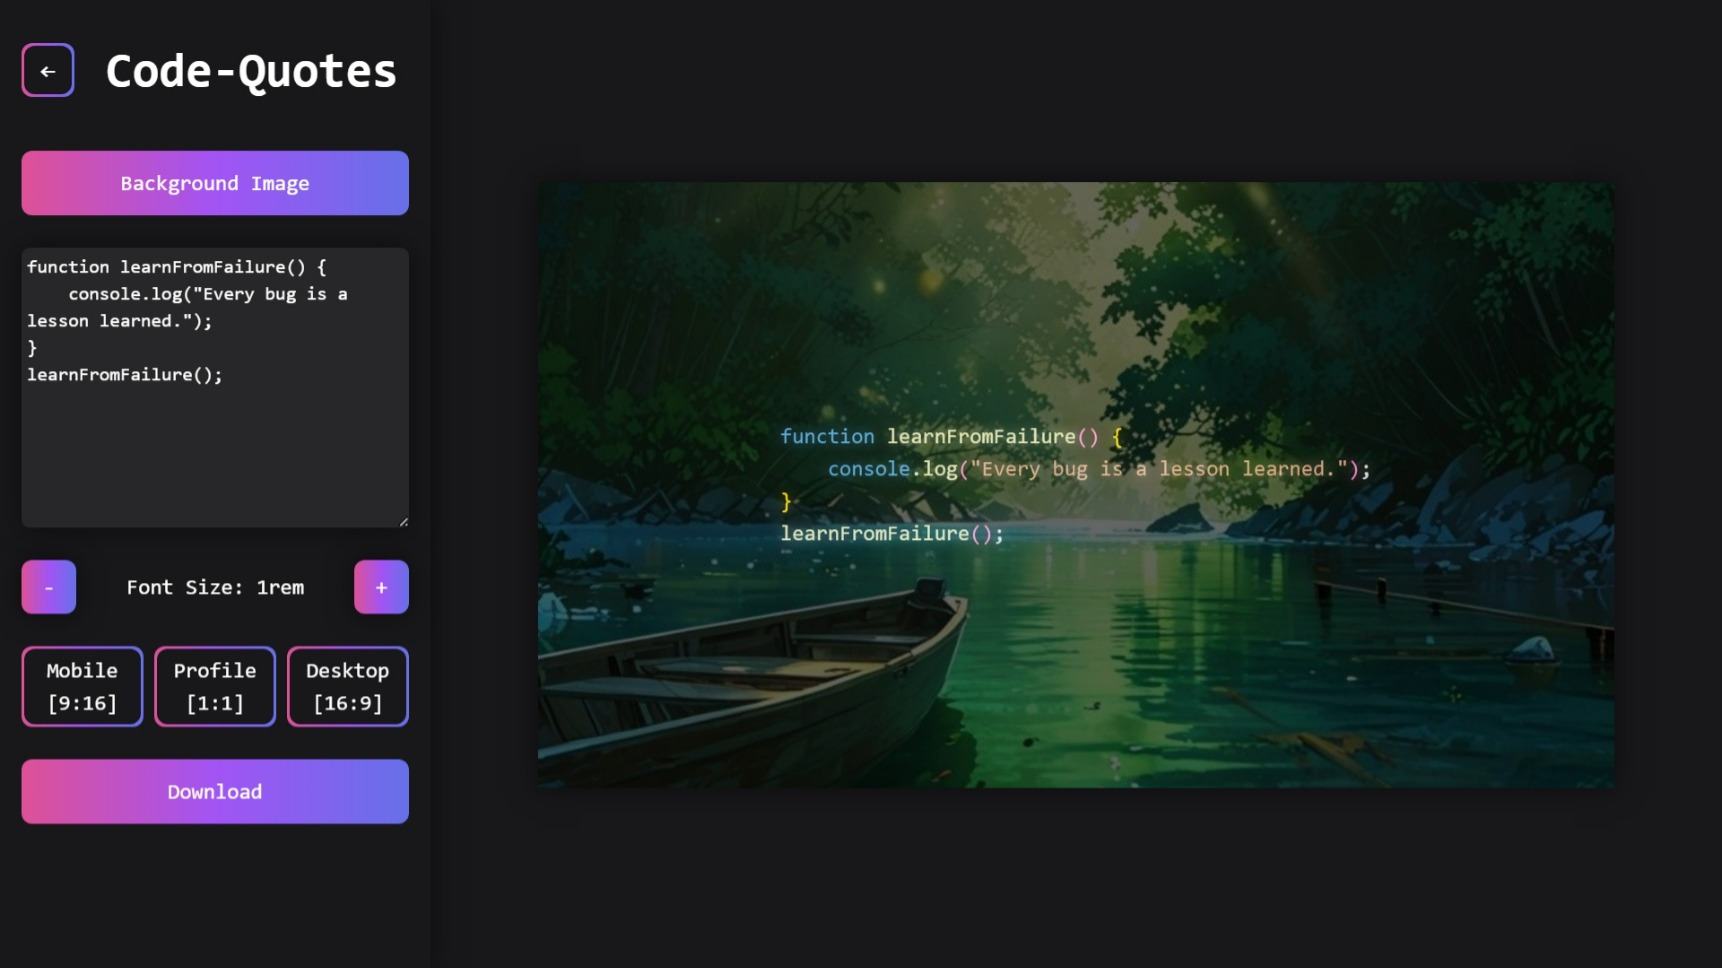 ← Code-Quotes
Background Image
function learnFromFailure() {
    console.log("Every bug is a
lesson learned.");
}
learnFromFailure();
- Font Size: 1rem +
Mobile [9:16]
Profile [1:1]
Desktop [16:9]
Download
function learnFromFailure() {
    console.log("Every bug is a lesson learned.");
}
learnFromFailure();